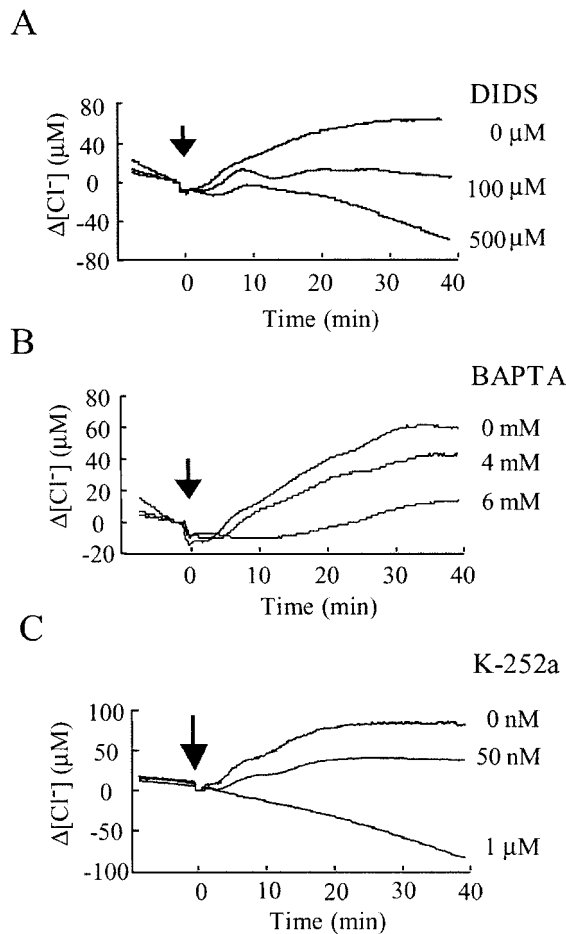 A
DIDS
Δ[Cl⁻] (μM)
80
40
0
-40
-80
0 μM
100 μM
500 μM
0 10 20 30 40
Time (min)
B
BAPTA
Δ[Cl⁻] (μM)
80
60
40
20
0
-20
0 mM
4 mM
6 mM
0 10 20 30 40
Time (min)
C
K-252a
Δ[Cl⁻] (μM)
100
50
0
-50
-100
0 nM
50 nM
1 μM
0 10 20 30 40
Time (min)